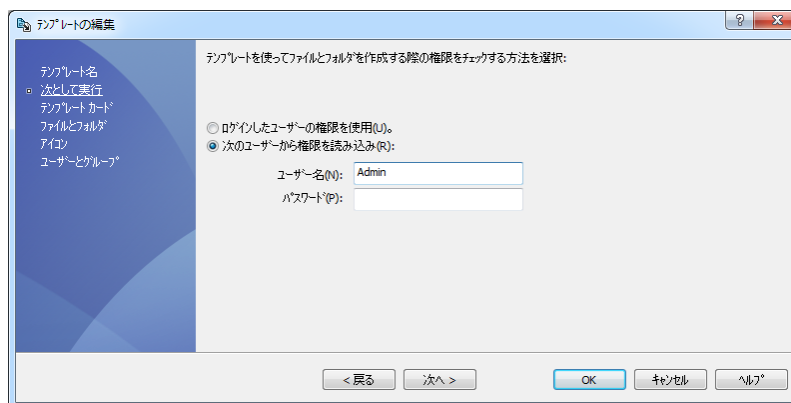 ﾃﾝﾌﾟﾚｰﾄの編集
ﾃﾝﾌﾟﾚｰﾄ名
次として実行
ﾃﾝﾌﾟﾚｰﾄ ｶｰﾄﾞ
ﾌｧｲﾙとﾌｫﾙﾀﾞ
ｱｲｺﾝ
ﾕｰｻﾞｰとｸﾞﾙｰﾌﾟ
ﾃﾝﾌﾟﾚｰﾄを使ってﾌｧｲﾙとﾌｫﾙﾀﾞを作成する際の権限をﾁｪｯｸする方法を選択:
ﾛｸﾞｲﾝしたﾕｰｻﾞｰの権限を使用(U)。
次のﾕｰｻﾞｰから権限を読み込み(R):
ﾕｰｻﾞｰ名(N): Admin
ﾊﾟｽﾜｰﾄﾞ(P):
< 戻る 次へ > OK ｷｬﾝｾﾙ ﾍﾙﾌﾟ